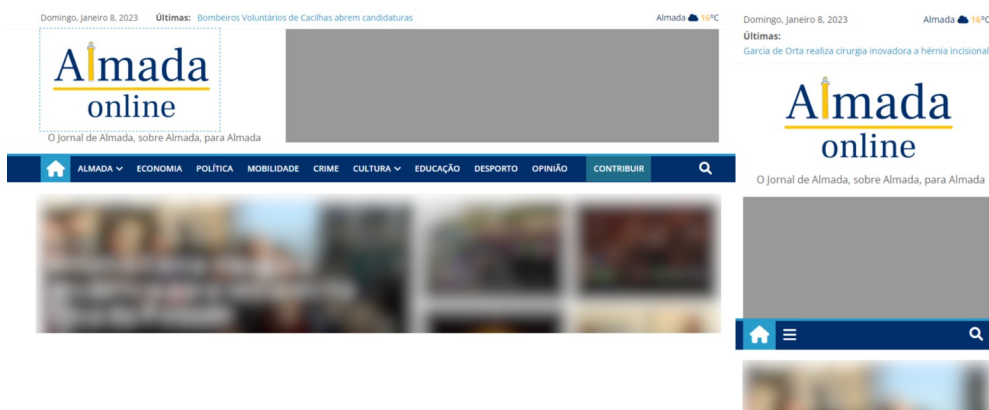 Domingo, Janeiro 8, 2023 Últimas: Bombeiros Voluntários de Cacilhas abrem candidaturas Almada 16°C
Almada
online
O Jornal de Almada, sobre Almada, para Almada
ALMADA ECONOMIA POLÍTICA MOBILIDADE CRIME CULTURA EDUCAÇÃO DESPORTO OPINIÃO CONTRIBUIR
Domingo, Janeiro 8, 2023 Almada 16°C
Últimas:
Garcia de Orta realiza cirurgia inovadora a hérnia incisional
Almada
online
O Jornal de Almada, sobre Almada, para Almada